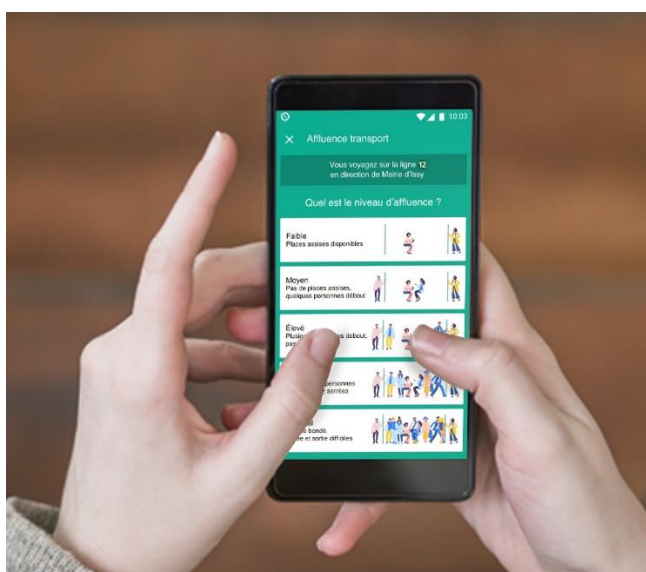 10:03
Affluence transport
Vous voyagez sur la ligne 12
en direction de Maine d'Issy
Quel est le niveau d'affluence ?
Faible
Places assises disponibles
Moyen
Pas de places assises,
quelques personnes debout
Élevé
debout,
personnes
serrées
bondé,
et sortie difficiles